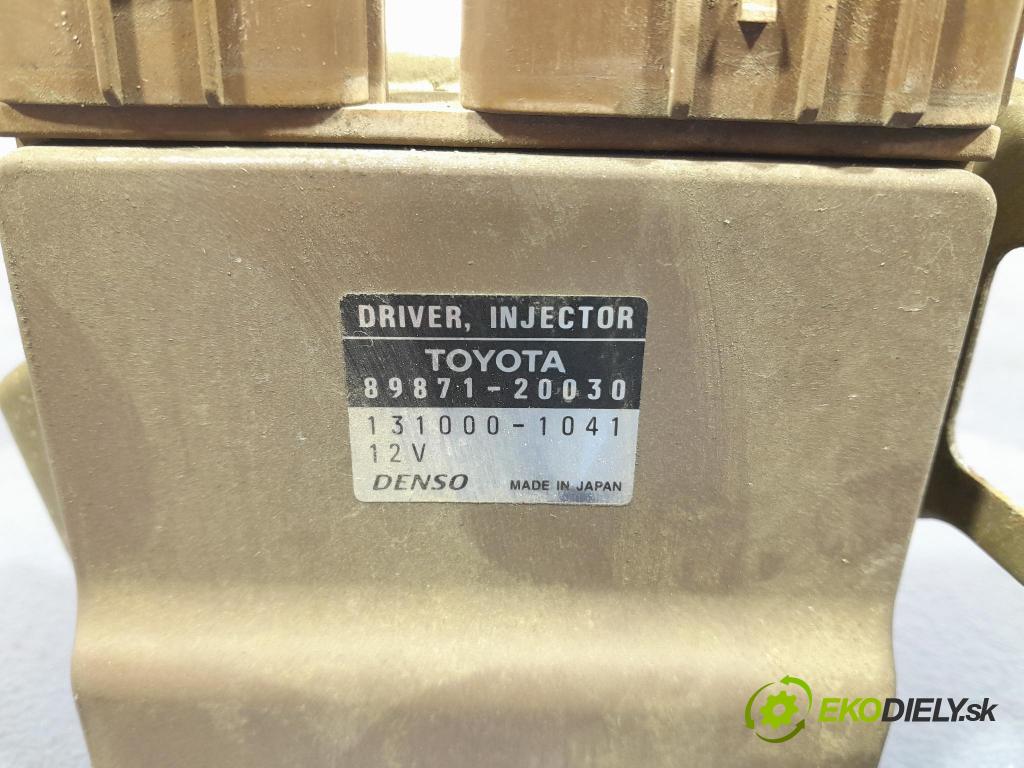 DRIVER, INJECTOR
TOYOTA
89871-20030
131000-1041
12V
DENSO MADE IN JAPAN
EKODIELY.sk